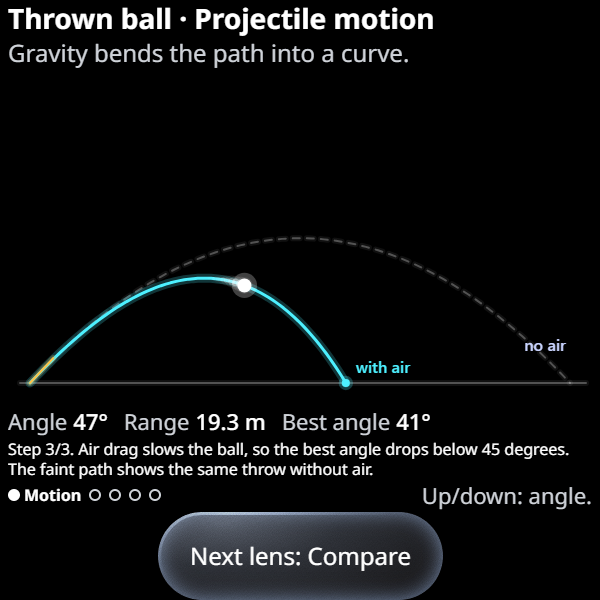 Thrown ball · Projectile motion
Gravity bends the path into a curve.
no air
with air
Angle 47° Range 19.3 m Best angle 41°
Step 3/3. Air drag slows the ball, so the best angle drops below 45 degrees.
The faint path shows the same throw without air.
Motion
Up/down: angle.
Next lens: Compare